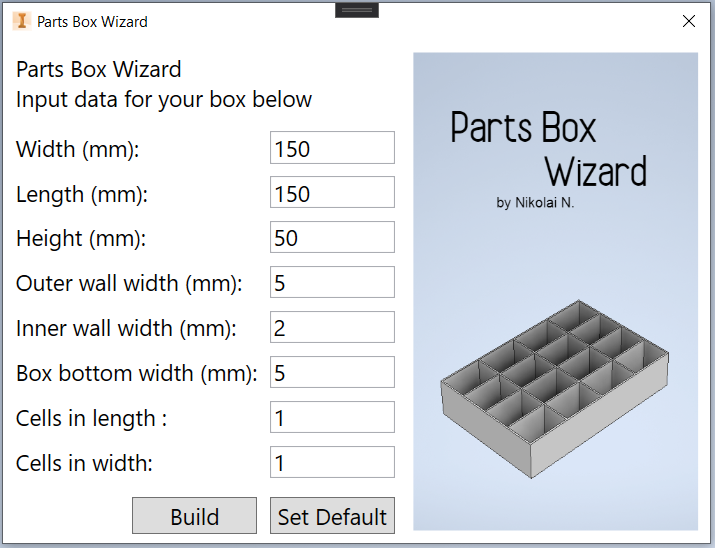 Parts Box Wizard
Parts Box Wizard
Input data for your box below
Width (mm): 150
Length (mm): 150
Height (mm): 50
Outer wall width (mm): 5
Inner wall width (mm): 2
Box bottom width (mm): 5
Cells in length : 1
Cells in width: 1
Build Set Default
Parts Box
Wizard
by Nikolai N.